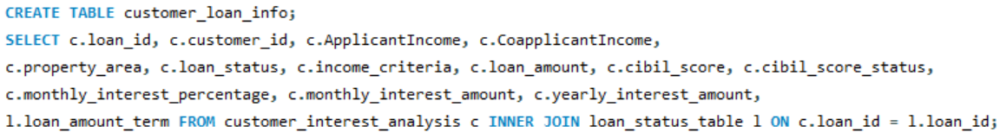 CREATE TABLE customer_loan_info;
SELECT c.loan_id, c.customer_id, c.ApplicantIncome, c.CoapplicantIncome,
c.property_area, c.loan_status, c.income_criteria, c.loan_amount, c.cibil_score, c.cibil_score_status,
c.monthly_interest_percentage, c.monthly_interest_amount, c.yearly_interest_amount,
l.loan_amount_term FROM customer_interest_analysis c INNER JOIN loan_status_table l ON c.loan_id = l.loan_id;